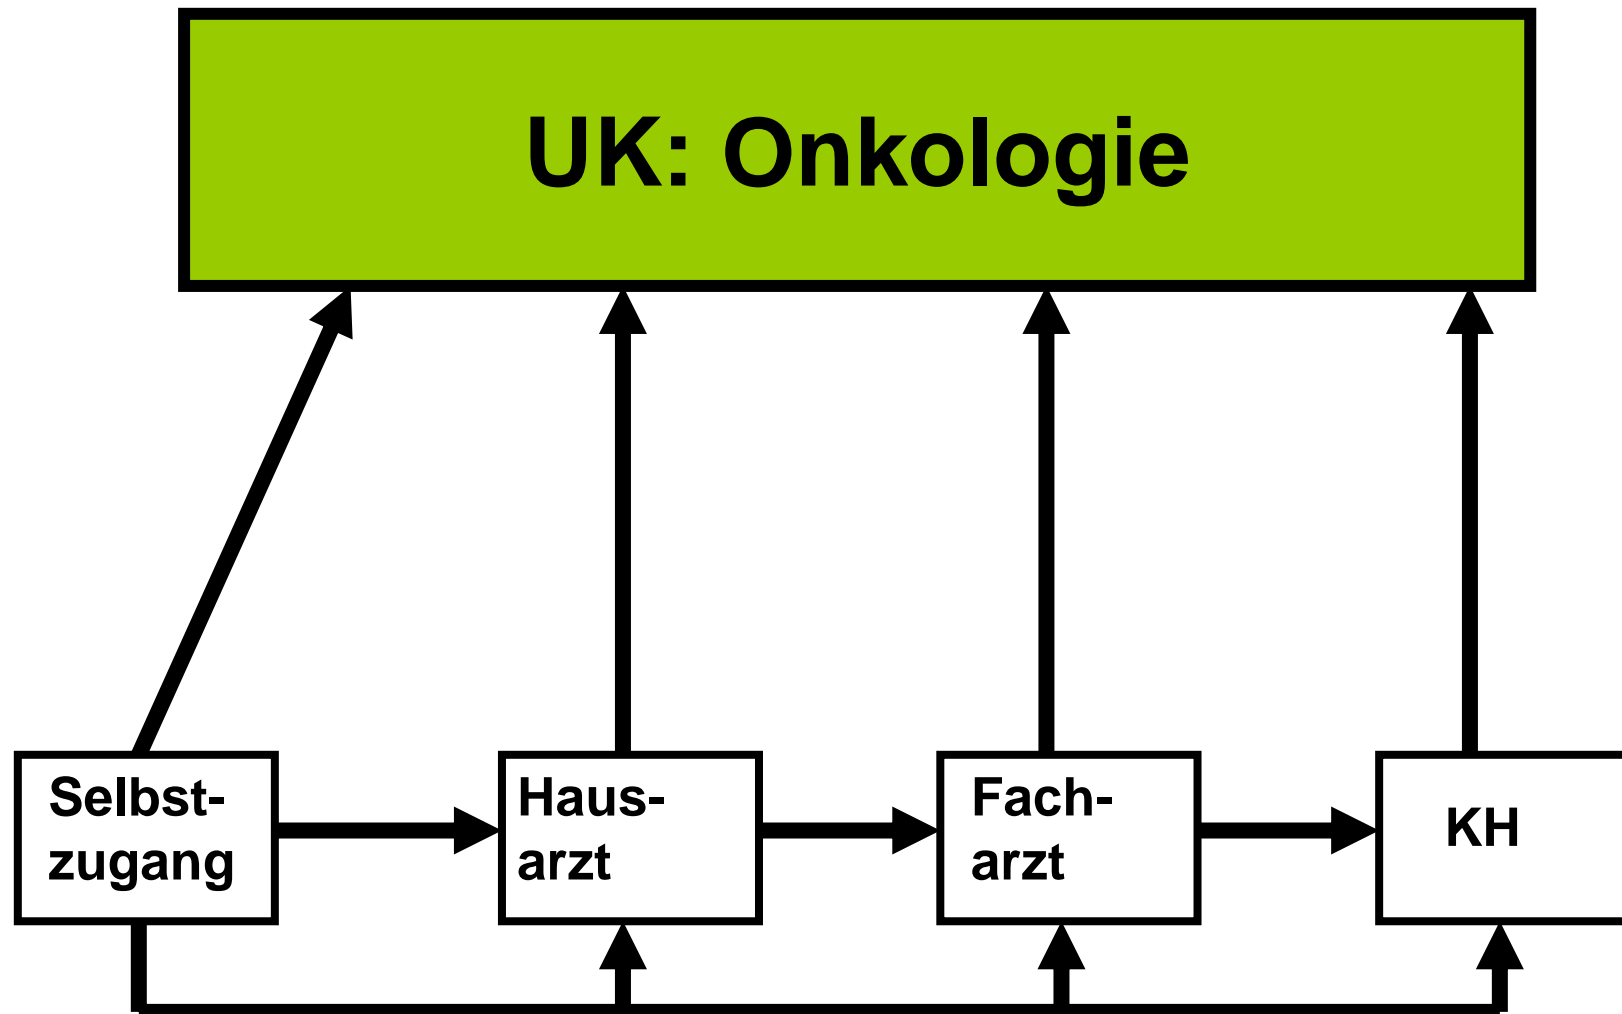 UK: Onkologie
Selbst-
zugang
Haus-
arzt
Fach-
arzt
KH